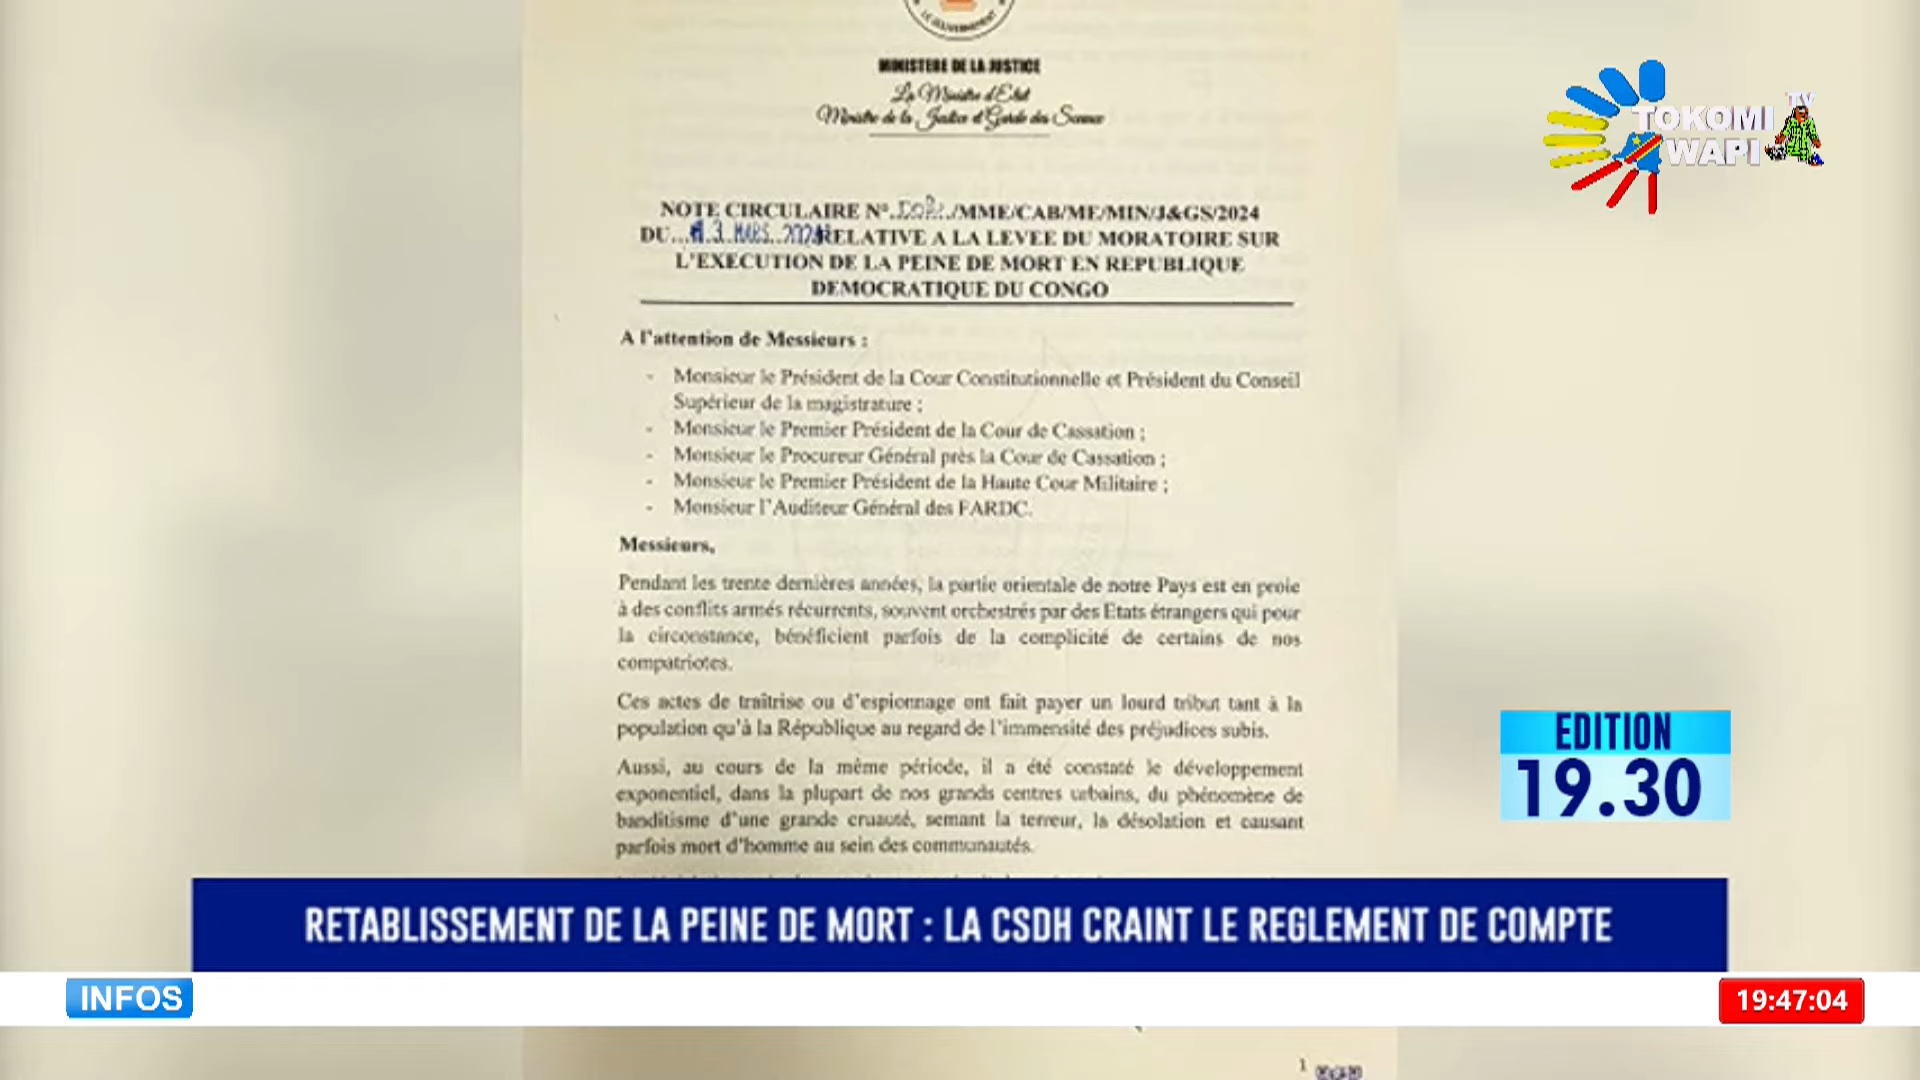 LE GOUVERNEMENT
MINISTERE DE LA JUSTICE
La Ministre d'Etat
Ministre de la Justice et Garde des Sceaux
NOTE CIRCULAIRE N° /MME/CAB/ME/MIN/J&GS/2024
DU... 13 MARS 2024 RELATIVE A LA LEVEE DU MORATOIRE SUR
L'EXECUTION DE LA PEINE DE MORT EN REPUBLIQUE
DEMOCRATIQUE DU CONGO
A l'attention de Messieurs :
- Monsieur le Président de la Cour Constitutionnelle et Président du Conseil
Supérieur de la magistrature ;
- Monsieur le Premier Président de la Cour de Cassation ;
- Monsieur le Procureur Général près la Cour de Cassation ;
- Monsieur le Premier Président de la Haute Cour Militaire ;
- Monsieur l'Auditeur Général des FARDC.
Messieurs,
Pendant les trente dernières années, la partie orientale de notre Pays est en proie
à des conflits armés récurrents, souvent orchestrés par des Etats étrangers qui pour
la circonstance, bénéficient parfois de la complicité de certains de nos
compatriotes.
Ces actes de traîtrise ou d'espionnage ont fait payer un lourd tribut tant à la
population qu'à la République au regard de l'immensité des préjudices subis.
Aussi, au cours de la même période, il a été constaté le développement
exponentiel, dans la plupart de nos grands centres urbains, du phénomène de
banditisme d'une grande cruauté, semant la terreur, la désolation et causant
parfois mort d'homme au sein des communautés.
1
TOKOMI
WAPI
TV
EDITION
19.30
RETABLISSEMENT DE LA PEINE DE MORT : LA CSDH CRAINT LE REGLEMENT DE COMPTE
INFOS
19:47:04